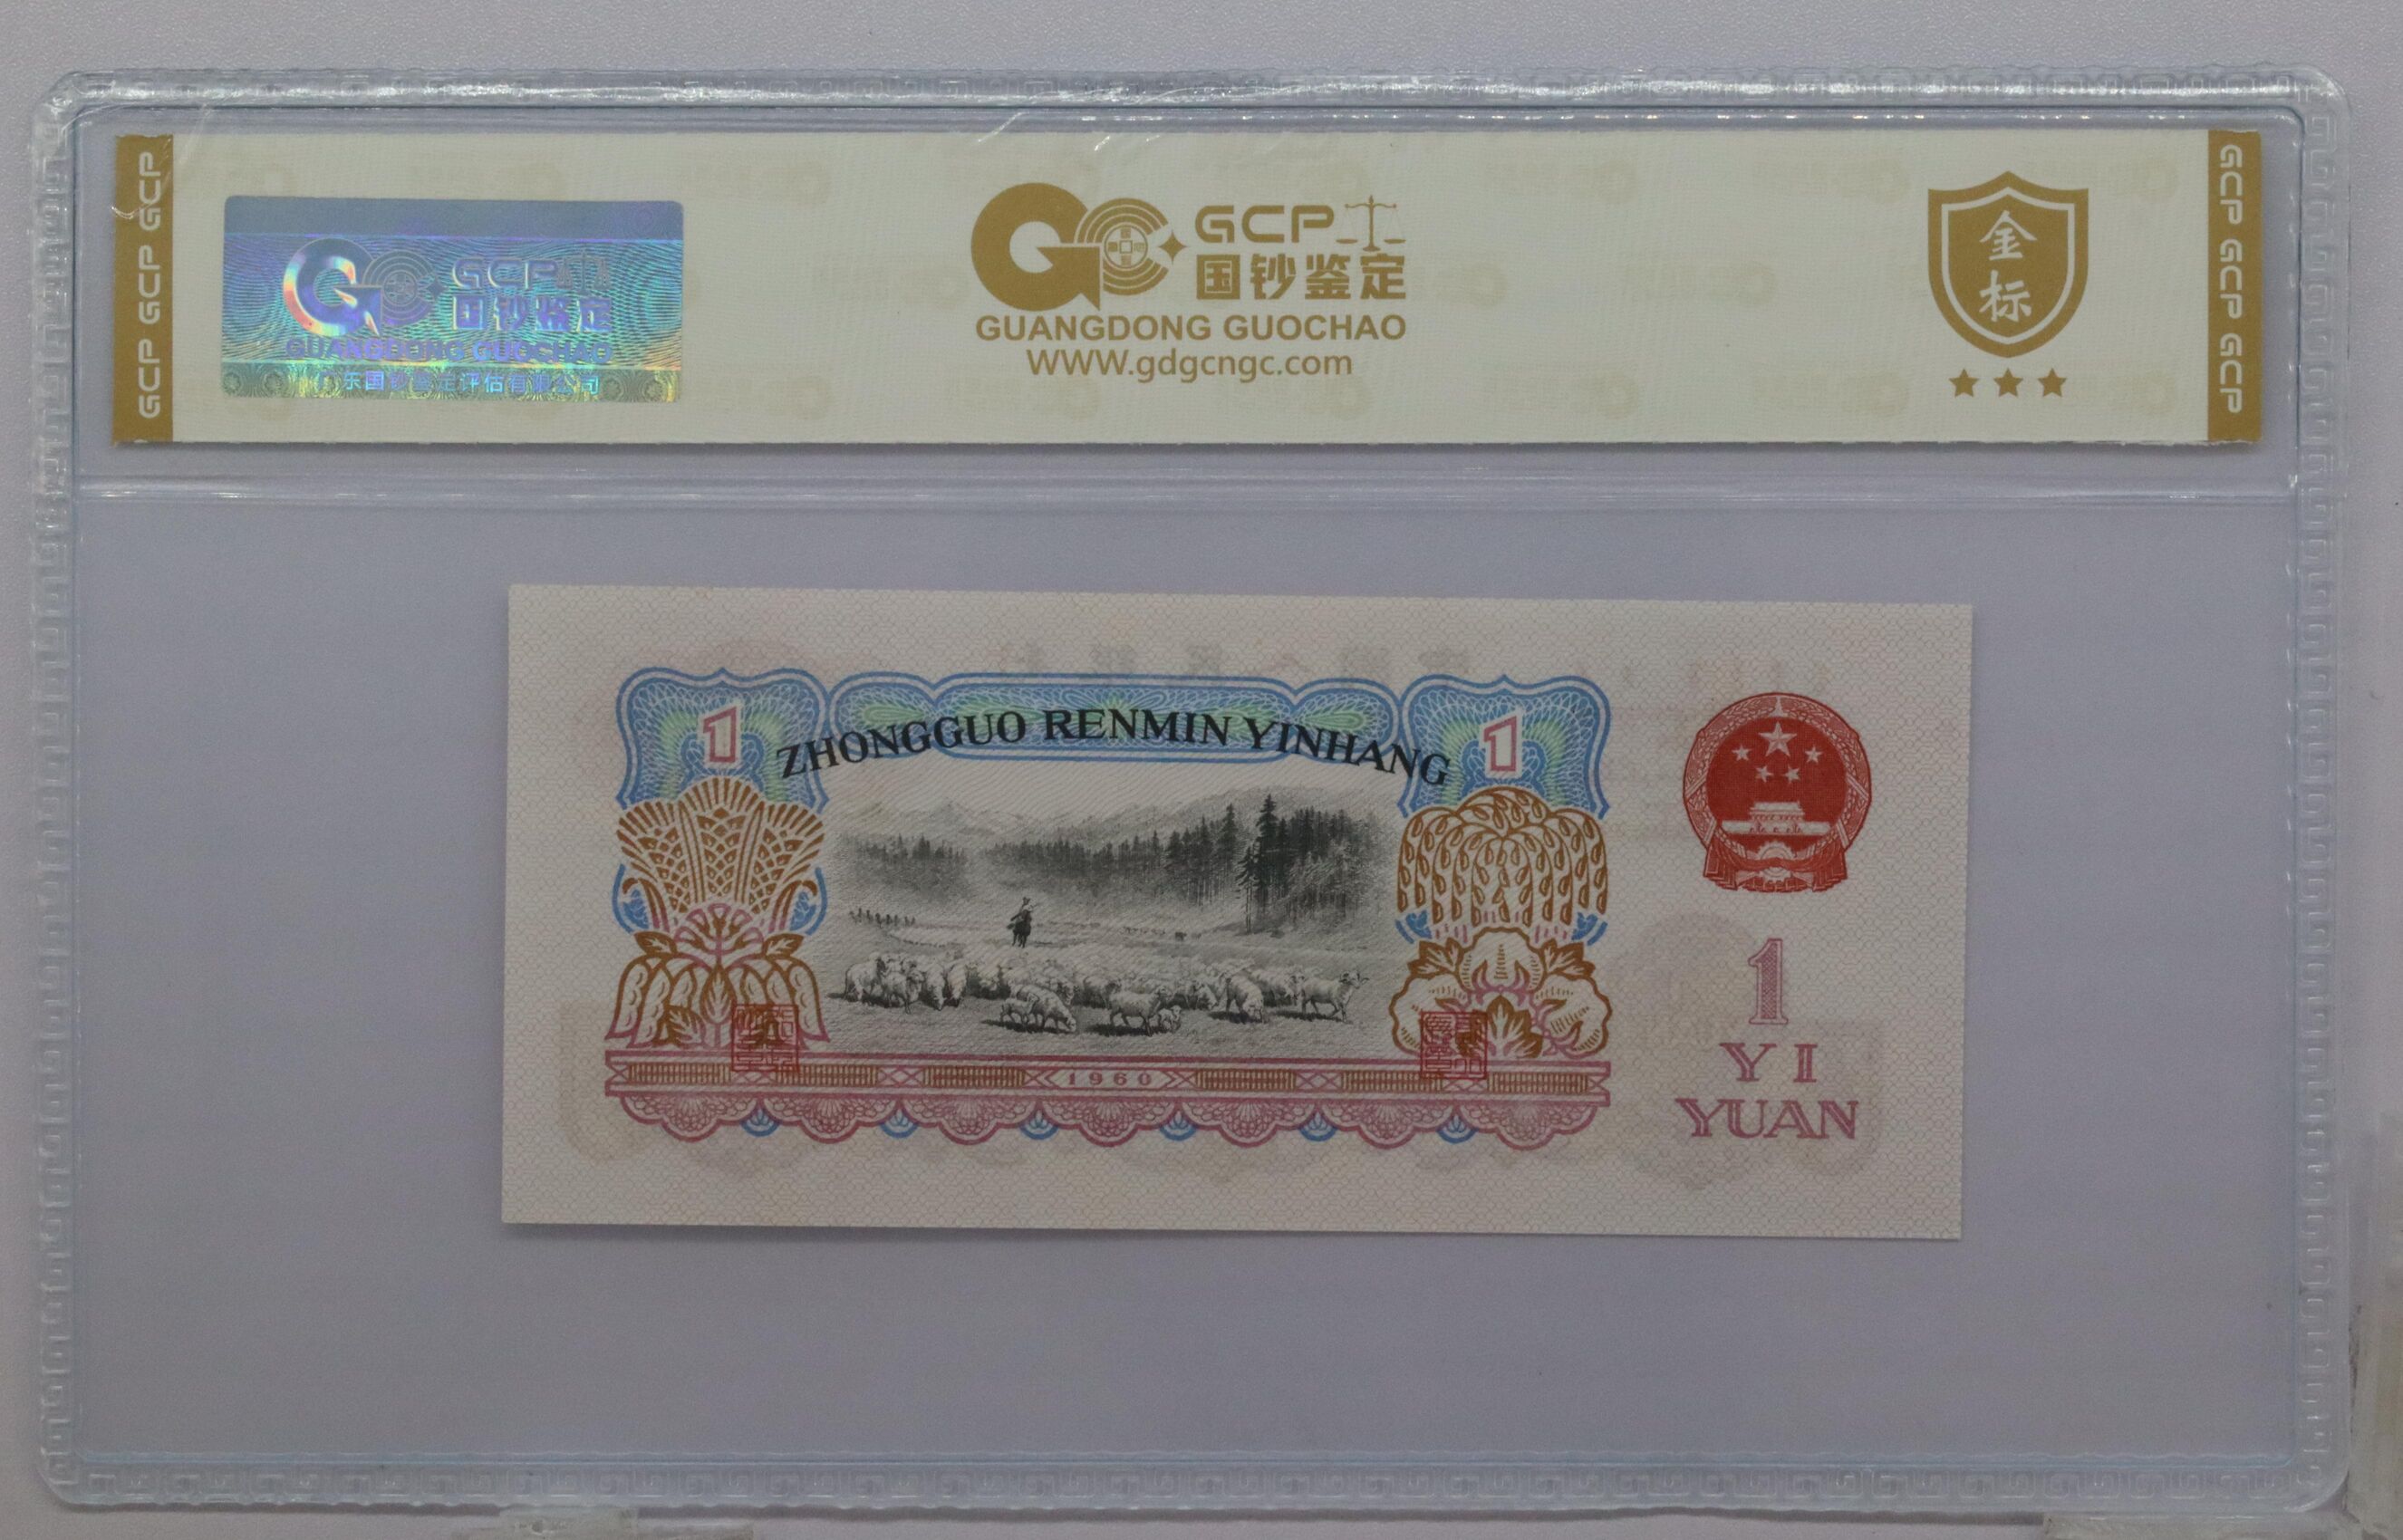 GCP GCP GCP
GCP
国钞鉴定
GUANGDONG GUOCHAO
广东国钞鉴定评估有限公司
GCP
国钞鉴定
GUANGDONG GUOCHAO
WWW.gdgcngc.com
金
标
GCP GCP GCP
1
ZHONGGUO RENMIN YINHANG
1
1960
1
YI
YUAN